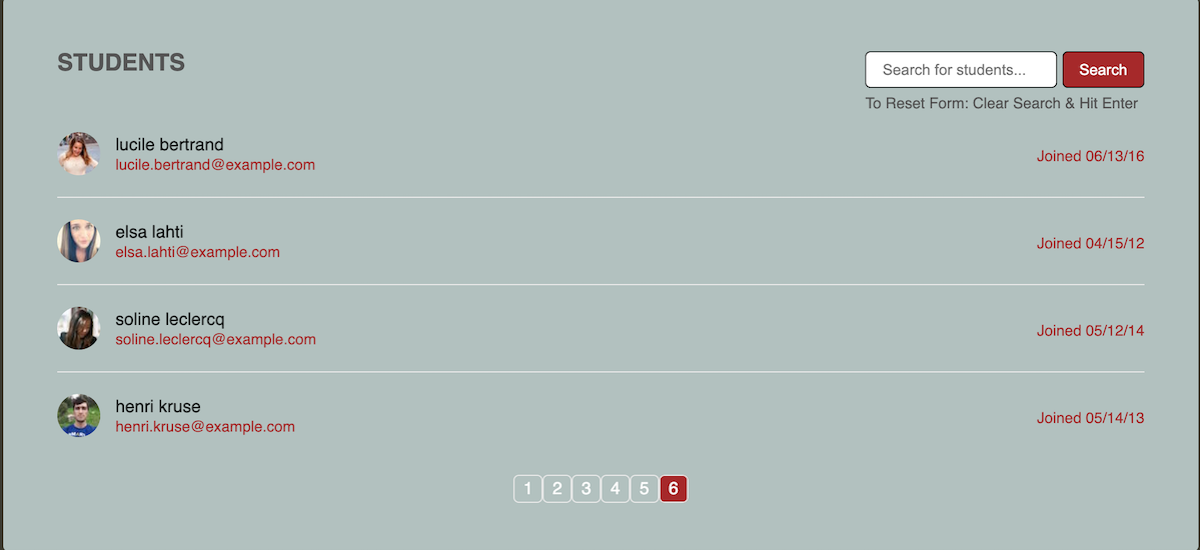 STUDENTS
Search for students...
Search
To Reset Form: Clear Search & Hit Enter
lucile bertrand
lucile.bertrand@example.com
Joined 06/13/16
elsa lahti
elsa.lahti@example.com
Joined 04/15/12
soline leclercq
soline.leclercq@example.com
Joined 05/12/14
henri kruse
henri.kruse@example.com
Joined 05/14/13
1 2 3 4 5 6